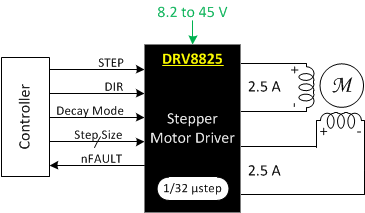 8.2 to 45 V
Controller
STEP
DIR
Decay Mode
Step Size
nFAULT
DRV8825
Stepper
Motor Driver
1/32 µstep
2.5 A
2.5 A
+
-
M
+
-